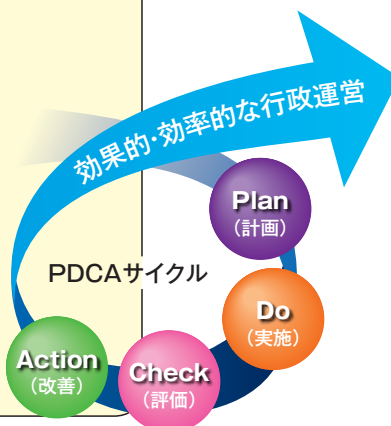 効果的・効率的な行政運営
Plan
(計画)
PDCAサイクル
Do
(実施)
Action
(改善)
Check
(評価)